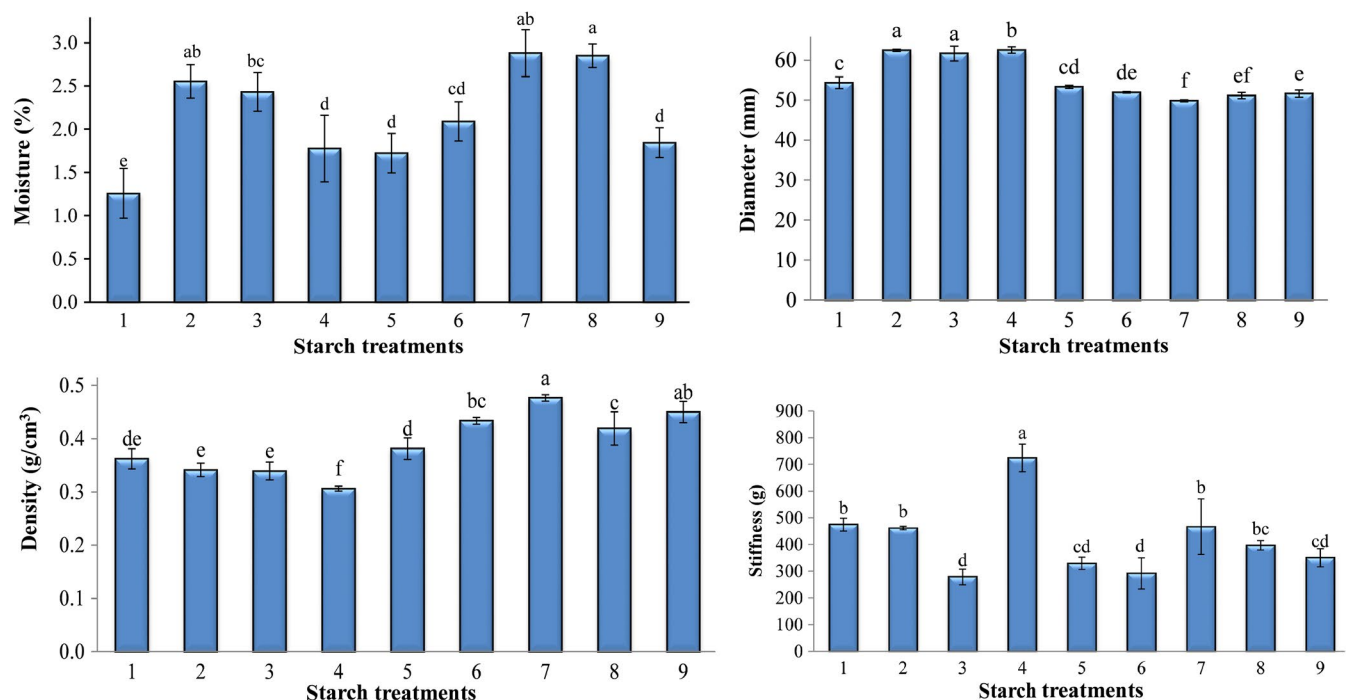 Moisture (%)
3.0
2.5
2.0
1.5
1.0
0.5
0.0
e
ab
bc
d
d
cd
ab
a
d
1 2 3 4 5 6 7 8 9
Starch treatments
Diameter (mm)
60
50
40
30
20
10
0
c
a
a
b
cd
de
f
ef
e
1 2 3 4 5 6 7 8 9
Starch treatments
Density (g/cm³)
0.5
0.4
0.3
0.2
0.1
0.0
de
e
e
f
d
bc
a
c
ab
1 2 3 4 5 6 7 8 9
Starch treatments
Stiffness (g)
900
800
700
600
500
400
300
200
100
0
b
b
d
a
cd
d
b
bc
cd
1 2 3 4 5 6 7 8 9
Starch treatments